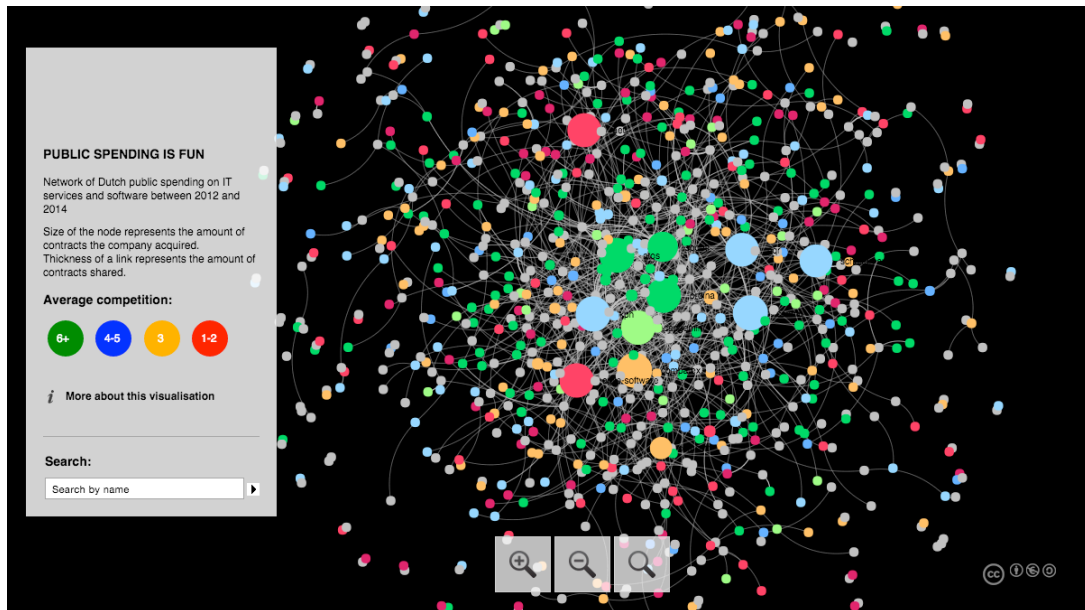 PUBLIC SPENDING IS FUN
Network of Dutch public spending on IT
services and software between 2012 and
2014
Size of the node represents the amount of
contracts the company acquired.
Thickness of a link represents the amount of
contracts shared.
Average competition:
6+ 4-5 3 1-2
i More about this visualisation
Search:
Search by name
-software
cc